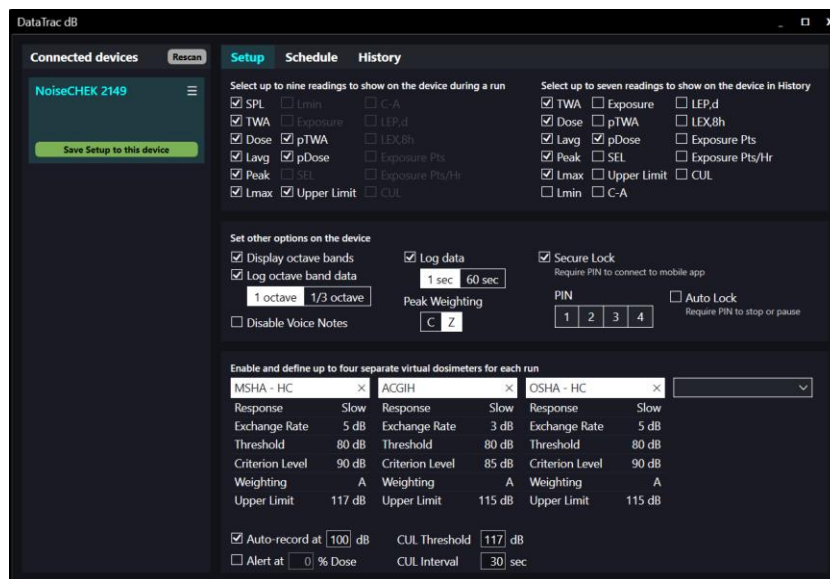 DataTrac dB
Connected devices Rescan
NoiseCHEK 2149
Save Setup to this device
Setup Schedule History
Select up to nine readings to show on the device during a run
SPL Lmin C-A
TWA Exposure LEP,d
Dose pTWA LEX,8h
Lavg pDose Exposure Pts
Peak SEL Exposure Pts/Hr
Lmax Upper Limit CUL
Select up to seven readings to show on the device in History
TWA Exposure LEP,d
Dose pTWA LEX,8h
Lavg pDose Exposure Pts
Peak SEL Exposure Pts/Hr
Lmax Upper Limit CUL
Lmin C-A
Set other options on the device
Display octave bands
Log octave band data
1 octave 1/3 octave
Disable Voice Notes
Log data
1 sec 60 sec
Peak Weighting
C Z
Secure Lock
Require PIN to connect to mobile app
PIN
1 2 3 4
Auto Lock
Require PIN to stop or pause
Enable and define up to four separate virtual dosimeters for each run
MSHA - HC × ACGIH × OSHA - HC ×
Response Slow Response Slow Response Slow
Exchange Rate 5 dB Exchange Rate 3 dB Exchange Rate 5 dB
Threshold 80 dB Threshold 80 dB Threshold 80 dB
Criterion Level 90 dB Criterion Level 85 dB Criterion Level 90 dB
Weighting A Weighting A Weighting A
Upper Limit 117 dB Upper Limit 115 dB Upper Limit 115 dB
Auto-record at 100 dB CUL Threshold 117 dB
Alert at 0 % Dose CUL Interval 30 sec